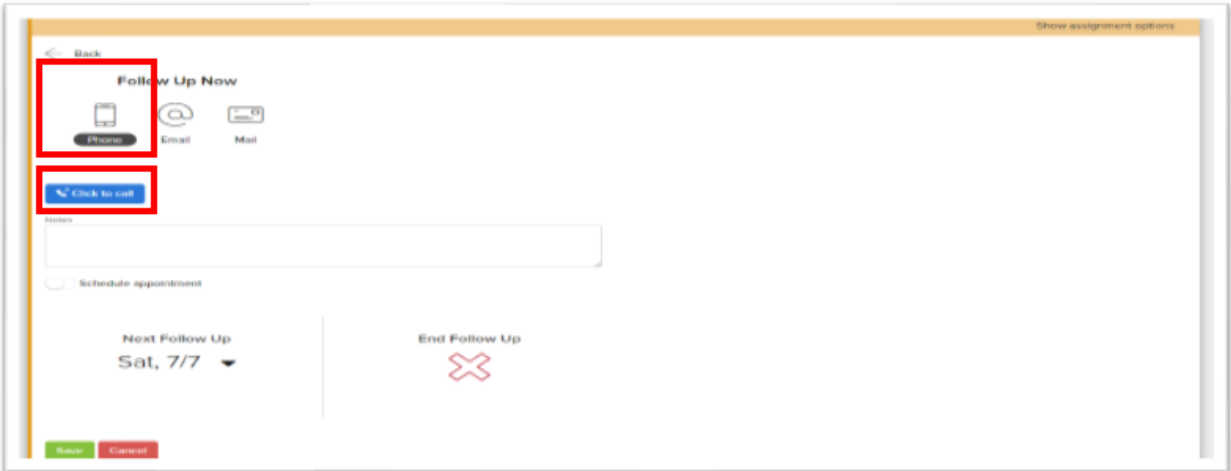 Show assignment options
Back
Follow Up Now
Phone Email Mail
Click to call
Notes
Schedule appointment
Next Follow Up End Follow Up
Sat, 7/7
Save Cancel